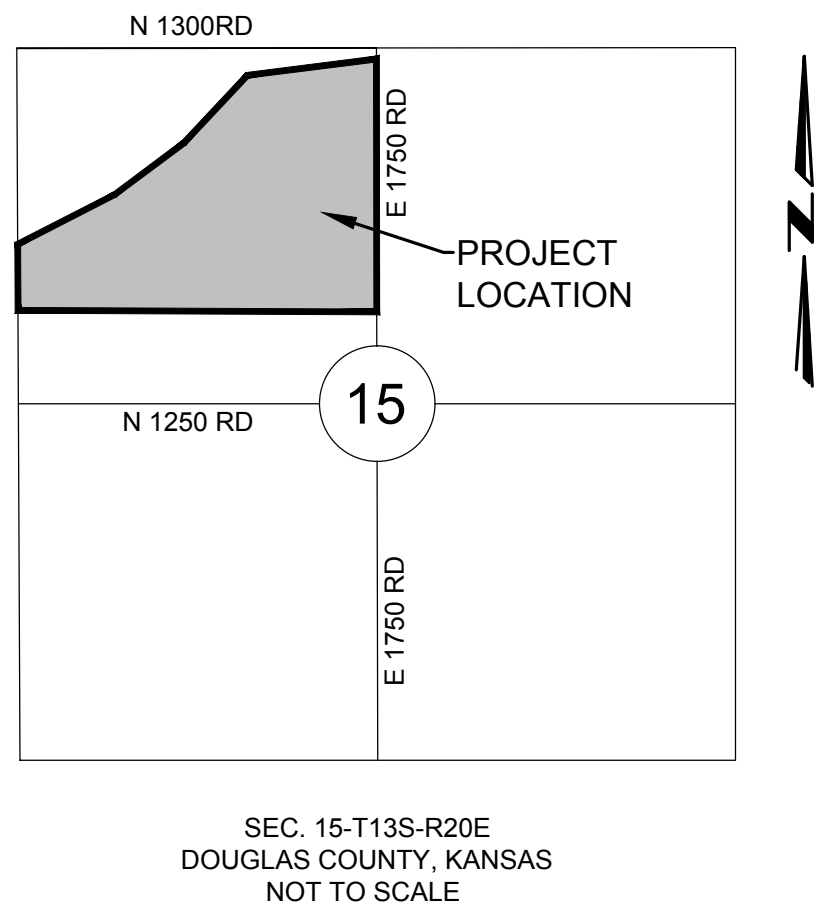 N 1300RD
E 1750 RD
N
PROJECT
LOCATION
15
N 1250 RD
E 1750 RD
SEC. 15-T13S-R20E
DOUGLAS COUNTY, KANSAS
NOT TO SCALE